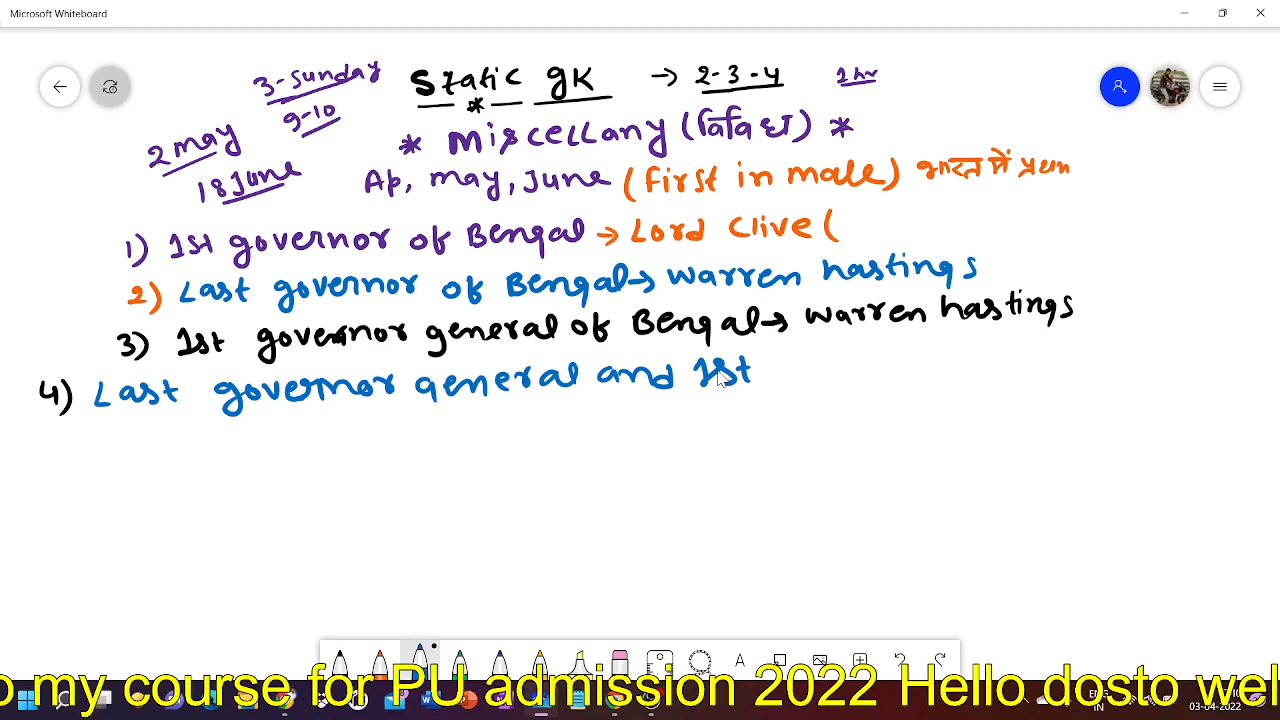 Microsoft Whiteboard
3-Sunday
Static gK → 2-3-4
1 hr
9-10
2 may
* Miscellany (विविधा) *
18 June
Ap, may, June (First in male) भारत में प्रथम
1) 1st governor of Bengal → Lord Clive (
2) Last governor of Bengal → Warren hastings
3) 1st governor general of Bengal → Warren hastings
4) Last governor general and 1st
o my course for PU admission 2022 Hello dosto wel
03-04-2022